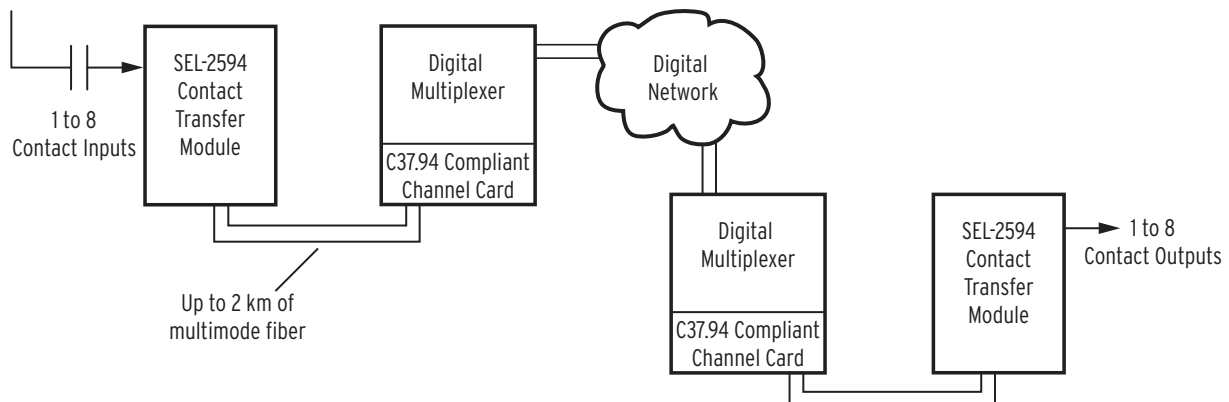 SEL-2594
Contact
Transfer
Module
1 to 8
Contact Inputs
Digital
Multiplexer
C37.94 Compliant
Channel Card
Digital
Network
Up to 2 km of
multimode fiber
Digital
Multiplexer
C37.94 Compliant
Channel Card
SEL-2594
Contact
Transfer
Module
1 to 8
Contact Outputs